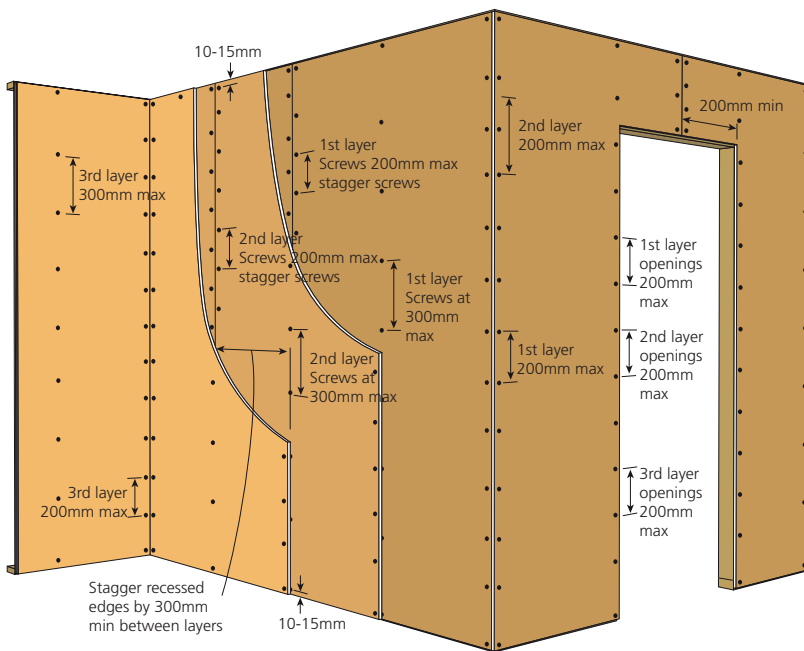 10-15mm
200mm min
2nd layer
200mm max
1st layer
Screws 200mm max
stagger screws
3rd layer
300mm max
2nd layer
Screws 200mm max
stagger screws
1st layer
openings
200mm
max
1st layer
Screws at
300mm
max
2nd layer
openings
200mm
max
1st layer
200mm max
2nd layer
Screws at
300mm max
3rd layer
openings
200mm
max
3rd layer
200mm max
Stagger recessed
edges by 300mm
min between layers
10-15mm